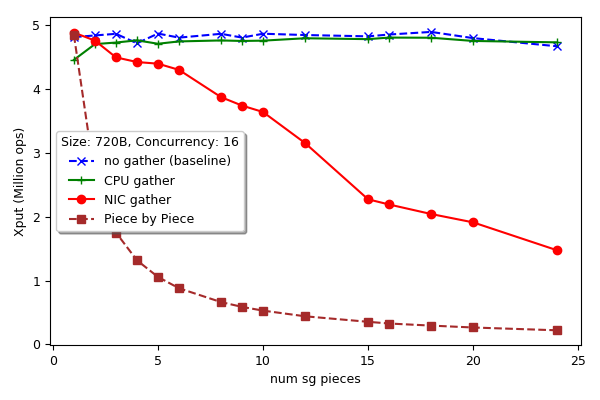 5
4
3
2
1
0
Xput (Million ops)
Size: 720B, Concurrency: 16
no gather (baseline)
CPU gather
NIC gather
Piece by Piece
0 5 10 15 20 25
num sg pieces